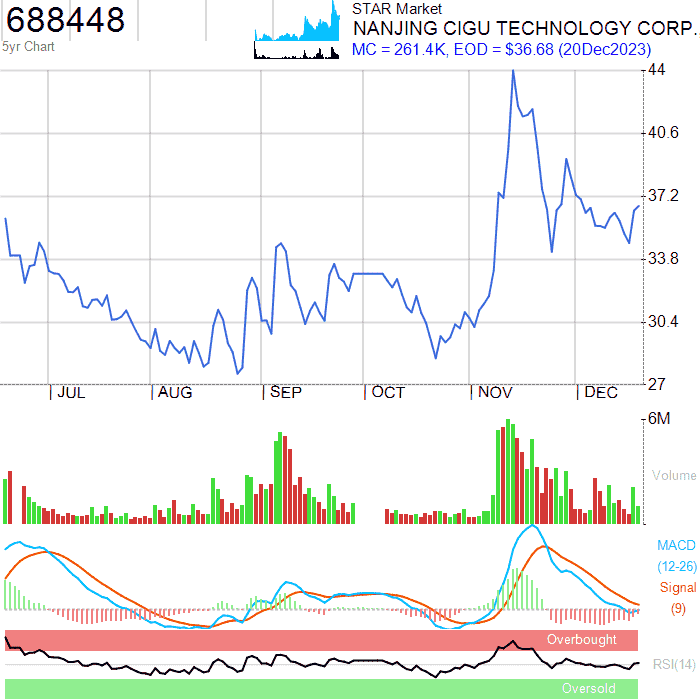 688448
5yr Chart
STAR Market
NANJING CIGU TECHNOLOGY CORP.
MC = 261.4K, EOD = $36.68 (20Dec2023)
44
40.6
37.2
33.8
30.4
27
JUL AUG SEP OCT NOV DEC
6M
Volume
MACD
(12-26)
Signal
(9)
Overbought
RSI(14)
Oversold